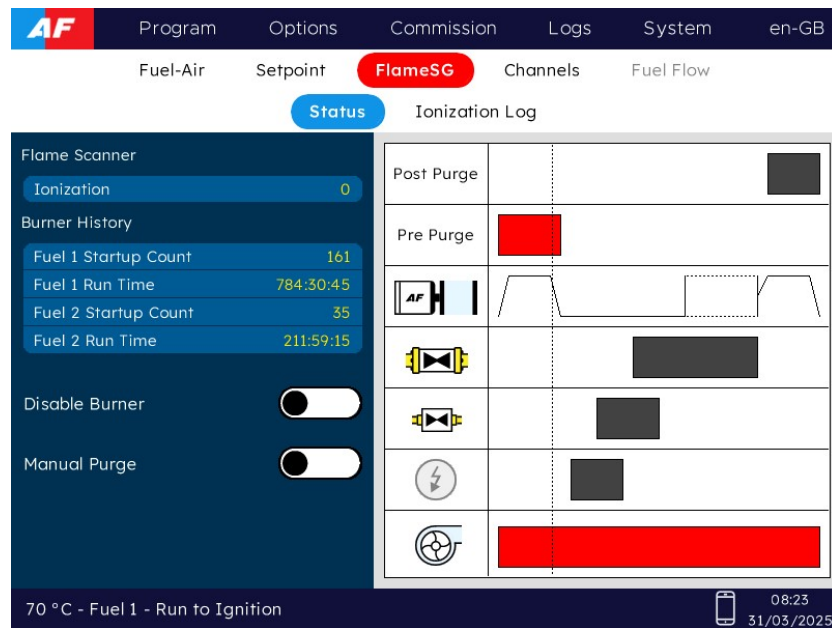 AF Program Options Commission Logs System en-GB
Fuel-Air Setpoint FlameSG Channels Fuel Flow
Status Ionization Log
Flame Scanner
Ionization 0
Burner History
Fuel 1 Startup Count 161
Fuel 1 Run Time 784:30:45
Fuel 2 Startup Count 35
Fuel 2 Run Time 211:59:15
Disable Burner
Manual Purge
Post Purge
Pre Purge
AF
70 °C - Fuel 1 - Run to Ignition
08:23
31/03/2025